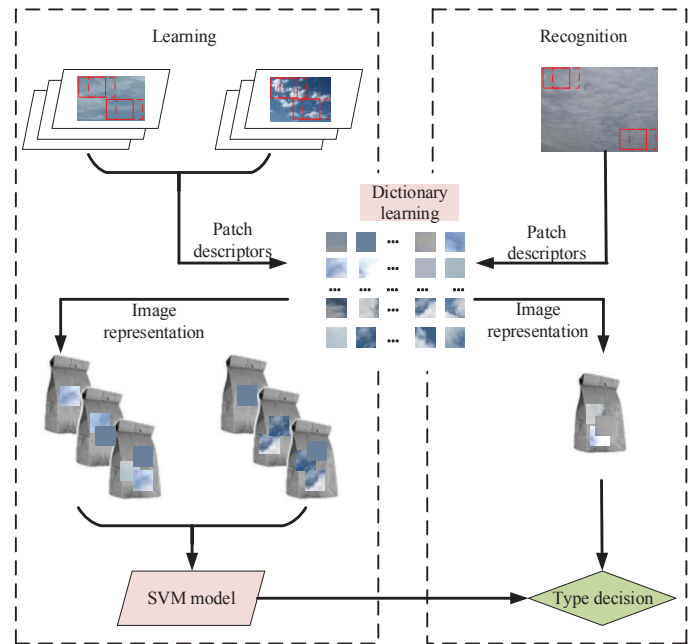 Learning
Recognition
Dictionary
learning
Patch
descriptors
Patch
descriptors
Image
representation
Image
representation
SVM model
Type decision